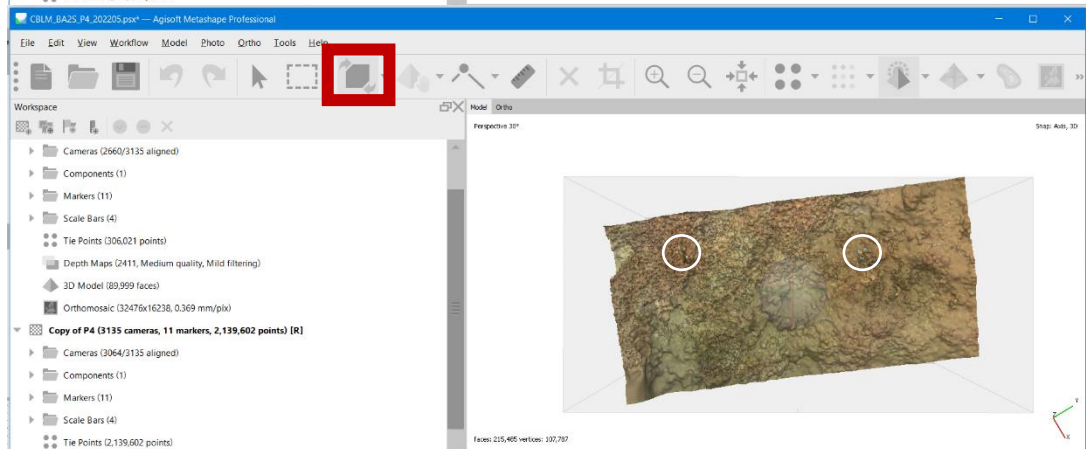 CBLM_BA2S_P4_202205.psx* — Agisoft Metashape Professional
File Edit View Workflow Model Photo Ortho Tools Help
Workspace
Model Ortho
Perspective 30°
Snap: Axis, 3D
Cameras (2660/3135 aligned)
Components (1)
Markers (11)
Scale Bars (4)
Tie Points (306,021 points)
Depth Maps (2411, Medium quality, Mild filtering)
3D Model (89,999 faces)
Orthomosaic (32476x16238, 0.369 mm/pix)
Copy of P4 (3135 cameras, 11 markers, 2,139,602 points) [R]
Cameras (3064/3135 aligned)
Components (1)
Markers (11)
Scale Bars (4)
Tie Points (2,139,602 points)
Faces: 215,485 vertices: 107,787
Y
Z
X